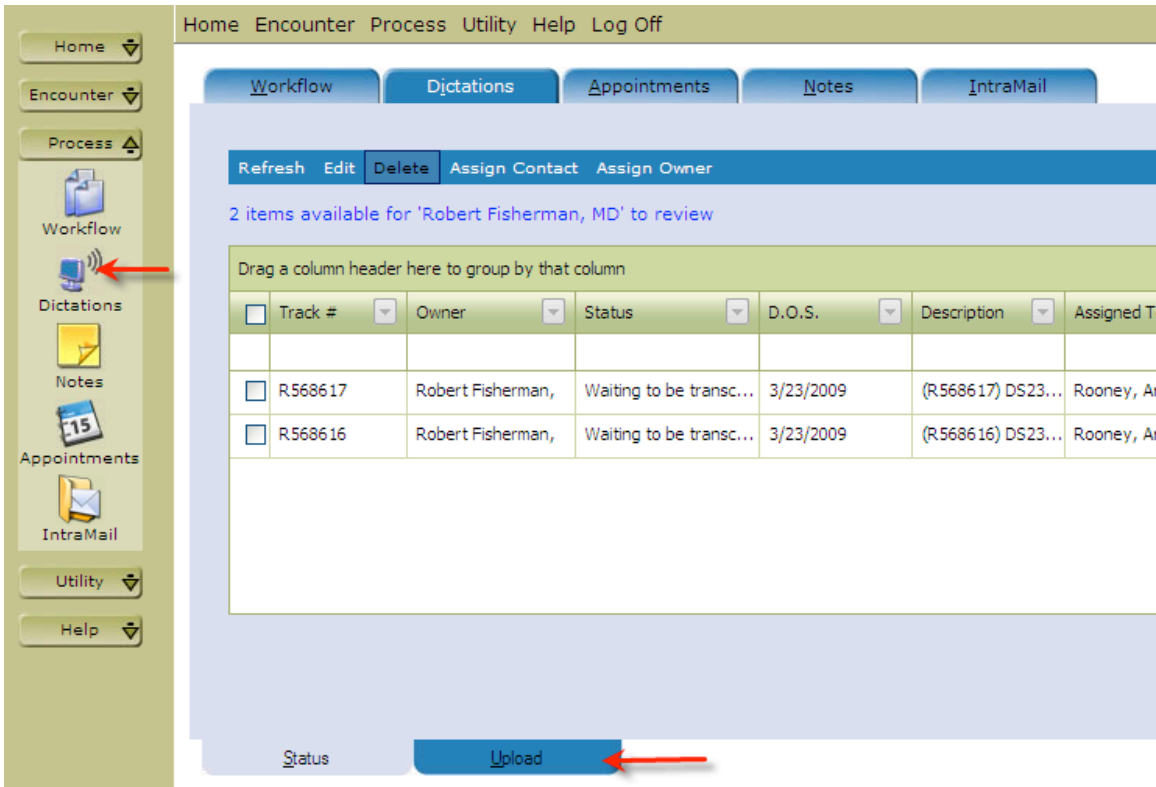 Home Encounter Process Utility Help Log Off
Home
Encounter
Process
Workflow
Dictations
Notes
15
Appointments
IntraMail
Utility
Help
Workflow Dictations Appointments Notes IntraMail
Refresh Edit Delete Assign Contact Assign Owner
2 items available for 'Robert Fisherman, MD' to review
Drag a column header here to group by that column
Track # Owner Status D.O.S. Description Assigned T
R568617 Robert Fisherman, Waiting to be transc... 3/23/2009 (R568617) DS23... Rooney, A
R568616 Robert Fisherman, Waiting to be transc... 3/23/2009 (R568616) DS23... Rooney, A
Status Upload